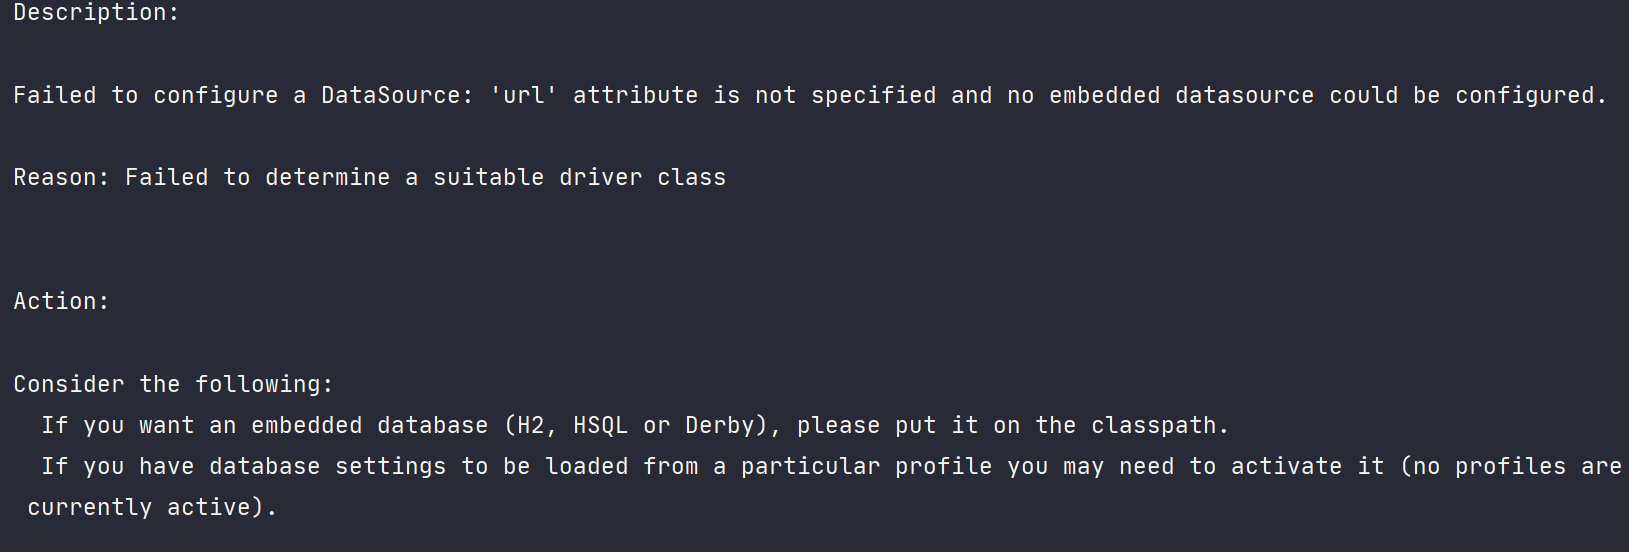 Description:
Failed to configure a DataSource: 'url' attribute is not specified and no embedded datasource could be configured.
Reason: Failed to determine a suitable driver class
Action:
Consider the following:
If you want an embedded database (H2, HSQL or Derby), please put it on the classpath.
If you have database settings to be loaded from a particular profile you may need to activate it (no profiles are
currently active).